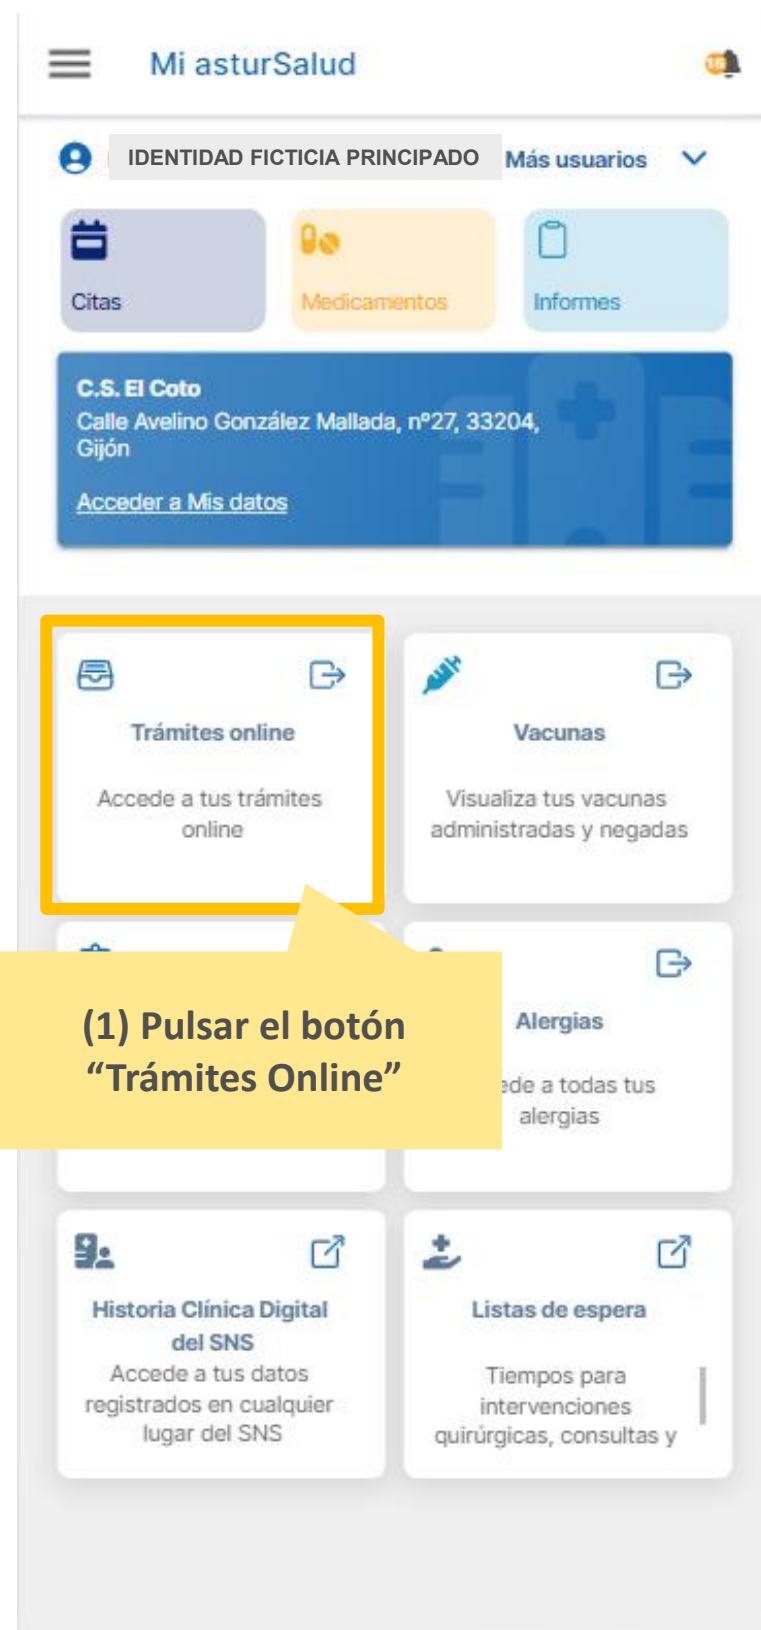 Mi asturSalud
15
IDENTIDAD FICTICIA PRINCIPADO
Más usuarios
Citas
Medicamentos
Informes
C.S. El Coto
Calle Avelino González Mallada, nº27, 33204,
Gijón
Acceder a Mis datos
Trámites online
Accede a tus trámites
online
Vacunas
Visualiza tus vacunas
administradas y negadas
(1) Pulsar el botón
“Trámites Online”
Alergias
ede a todas tus
alergias
Historia Clínica Digital
del SNS
Accede a tus datos
registrados en cualquier
lugar del SNS
Listas de espera
Tiempos para
intervenciones
quirúrgicas, consultas y